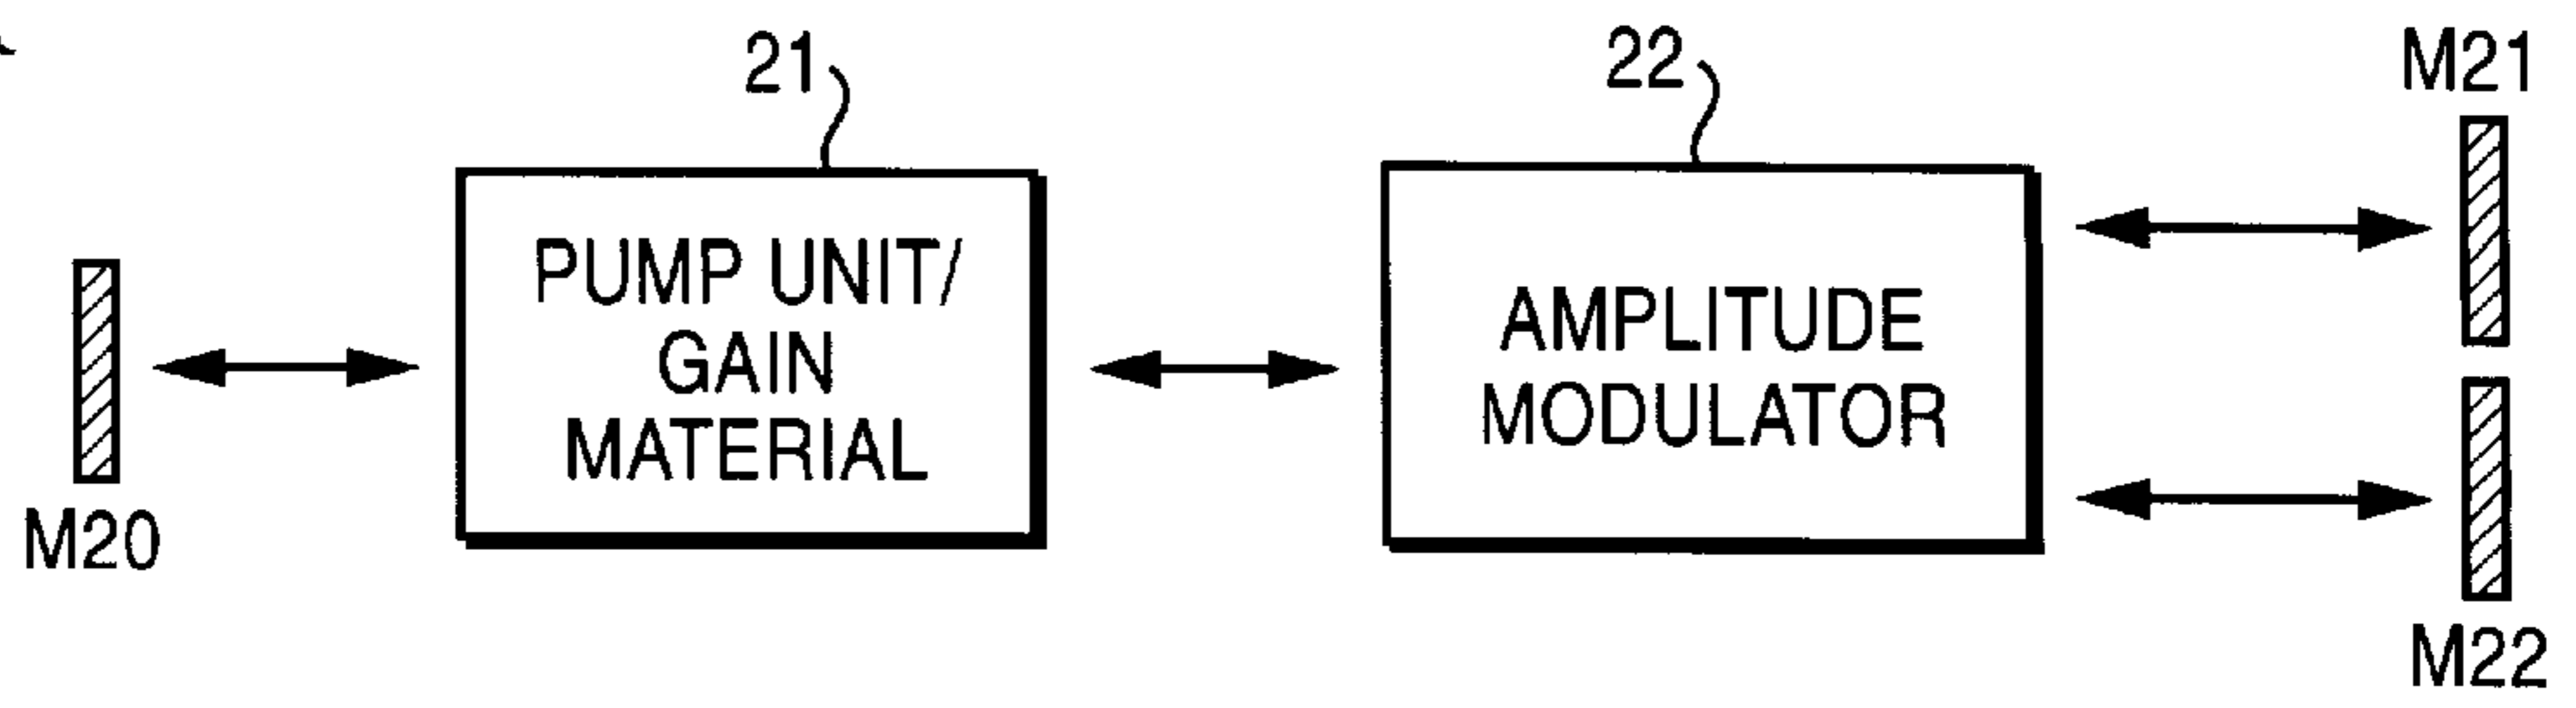 21
22
M21
PUMP UNIT/
GAIN
MATERIAL
AMPLITUDE
MODULATOR
M20
M22